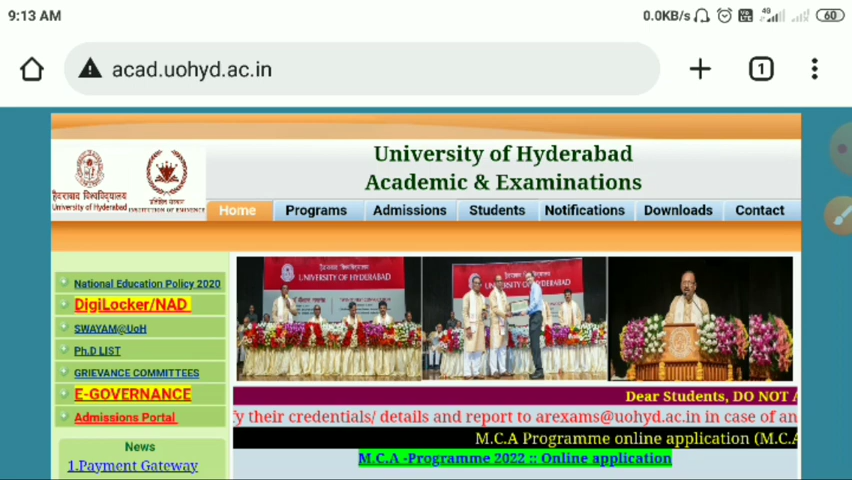 9:13 AM
0.0KB/s
4G
60
acad.uohyd.ac.in
1
University of Hyderabad
Academic & Examinations
हैदराबाद विश्वविद्यालय
University of Hyderabad
Home
Programs
Admissions
Students
Notifications
Downloads
Contact
National Education Policy 2020
DigiLocker/NAD
SWAYAM@UoH
Ph.D LIST
GRIEVANCE COMMITTEES
E-GOVERNANCE
Admissions Portal
News
1.Payment Gateway
UNIVERSITY OF HYDERABAD
UNIVERSITY OF HYDERABAD
Dear Students, DO NOT A
fy their credentials/ details and report to arexams@uohyd.ac.in in case of an
M.C.A Programme online application (M.C.A
M.C.A -Programme 2022 :: Online application